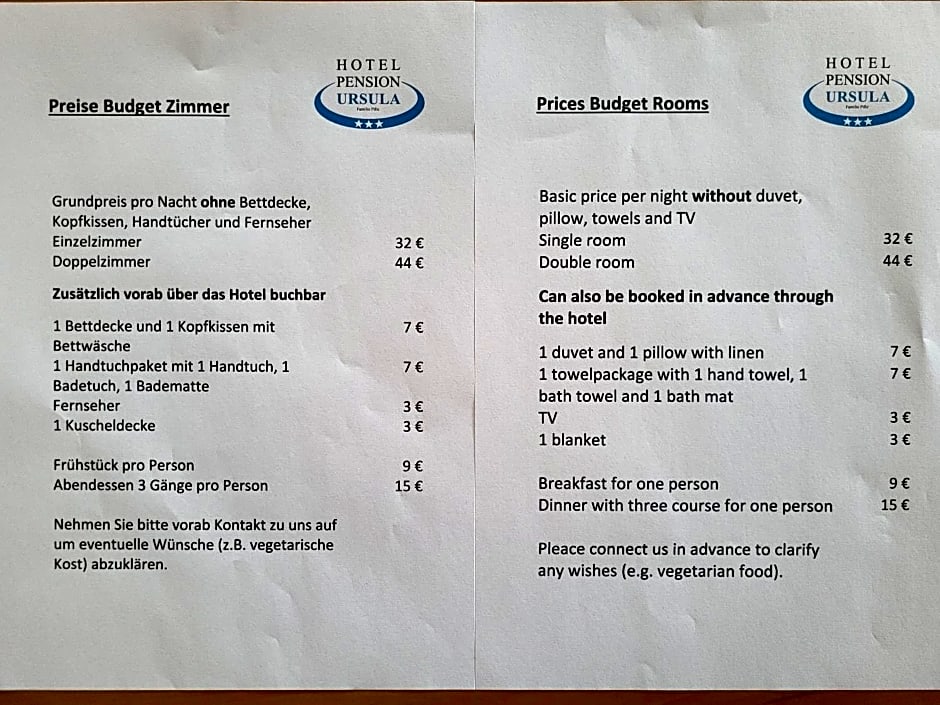 HOTEL
PENSION
URSULA
Preise Budget Zimmer
Grundpreis pro Nacht ohne Bettdecke,
Kopfkissen, Handtücher und Fernseher
Einzelzimmer 32 €
Doppelzimmer 44 €
Zusätzlich vorab über das Hotel buchbar
1 Bettdecke und 1 Kopfkissen mit 7 €
Bettwäsche
1 Handtuchpaket mit 1 Handtuch, 1 7 €
Badetuch, 1 Badematte
Fernseher 3 €
1 Kuscheldecke 3 €
Frühstück pro Person 9 €
Abendessen 3 Gänge pro Person 15 €
Nehmen Sie bitte vorab Kontakt zu uns auf
um eventuelle Wünsche (z.B. vegetarische
Kost) abzuklären.
HOTEL
PENSION
URSULA
Prices Budget Rooms
Basic price per night without duvet,
pillow, towels and TV
Single room 32 €
Double room 44 €
Can also be booked in advance through
the hotel
1 duvet and 1 pillow with linen 7 €
1 towelpackage with 1 hand towel, 1 7 €
bath towel and 1 bath mat
TV 3 €
1 blanket 3 €
Breakfast for one person 9 €
Dinner with three course for one person 15 €
Pleace connect us in advance to clarify
any wishes (e.g. vegetarian food).